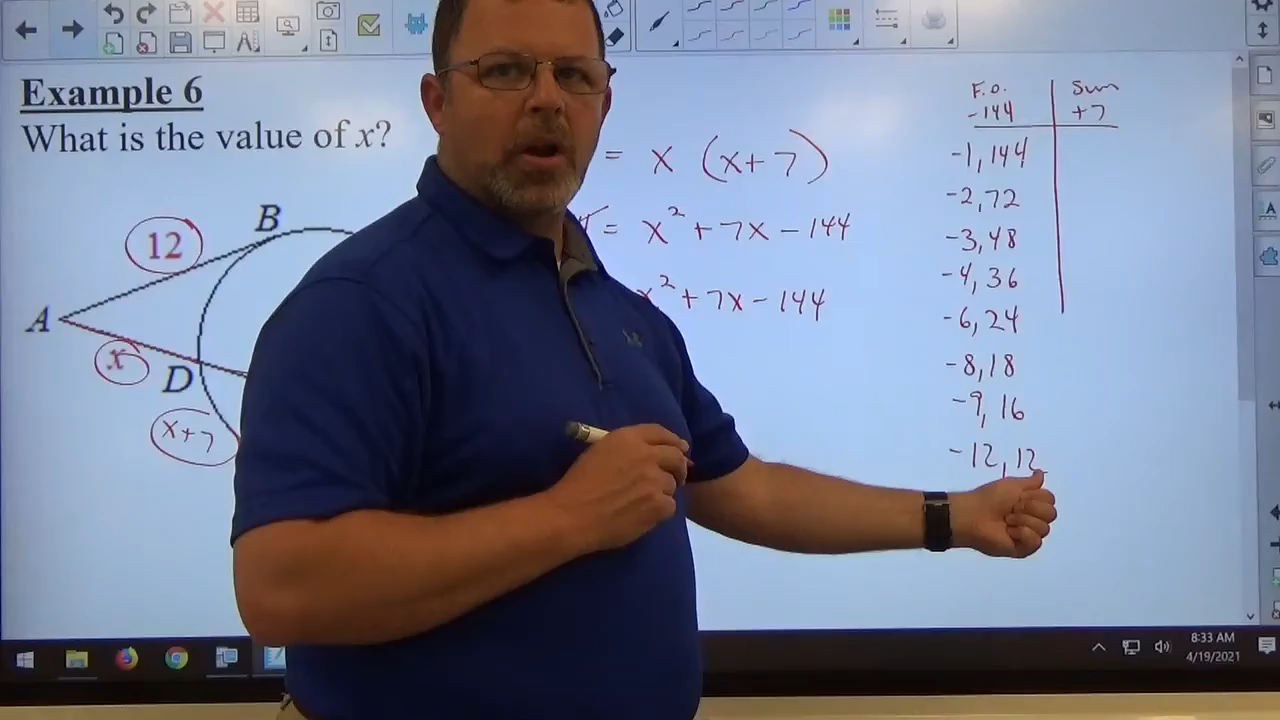 Example 6
What is the value of x?
B
12
A
x
D
x+7
= x (x+7)
= x² + 7x - 144
x² + 7x - 144
F.O. Sum
-144 +7
-1, 144
-2, 72
-3, 48
-4, 36
-6, 24
-8, 18
-9, 16
-12, 12
8:33 AM
4/19/2021